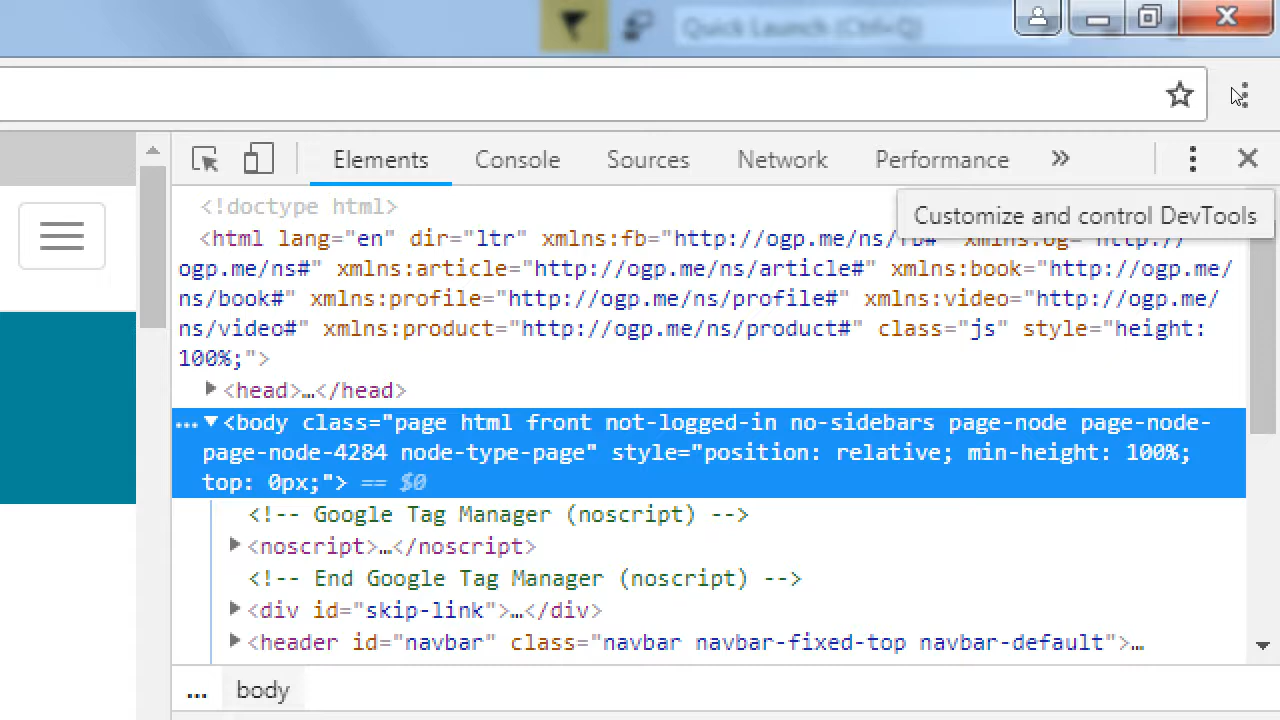 Quick Launch (Ctrl+Q)
Elements Console Sources Network Performance »
Customize and control DevTools
<!doctype html>
<html lang="en" dir="ltr" xmlns:fb="http://ogp.me/ns/fb#" xmlns:og="http://
ogp.me/ns#" xmlns:article="http://ogp.me/ns/article#" xmlns:book="http://ogp.me/
ns/book#" xmlns:profile="http://ogp.me/ns/profile#" xmlns:video="http://ogp.me/
ns/video#" xmlns:product="http://ogp.me/ns/product#" class="js" style="height:
100%;">
<head>…</head>
…<body class="page html front not-logged-in no-sidebars page-node page-node-
page-node-4284 node-type-page" style="position: relative; min-height: 100%;
top: 0px;"> == $0
<!-- Google Tag Manager (noscript) -->
<noscript>…</noscript>
<!-- End Google Tag Manager (noscript) -->
<div id="skip-link">…</div>
<header id="navbar" class="navbar navbar-fixed-top navbar-default">…
... body